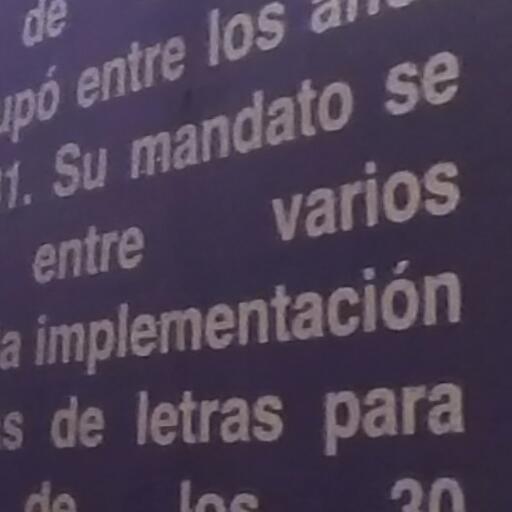 de
upó entre los
1. Su mandato se
entre varios
a implementación
s de letras para
de los 30